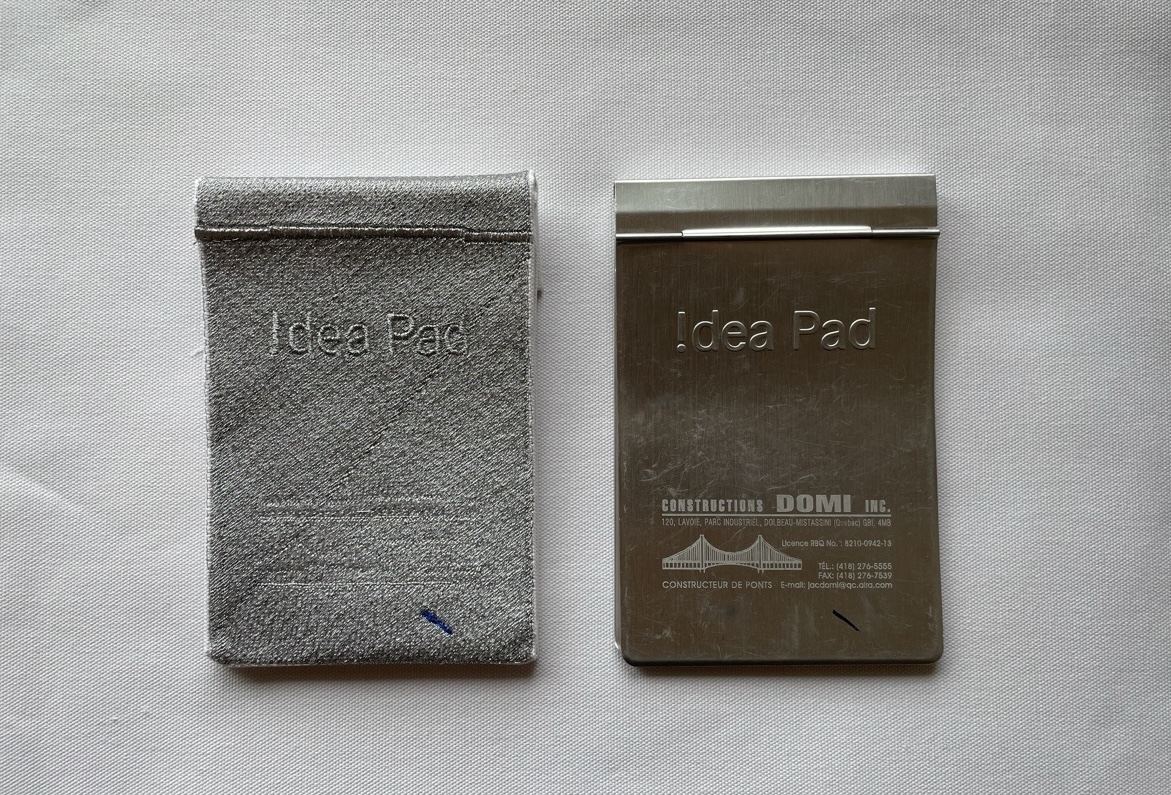 !dea Pad
!dea Pad
CONSTRUCTIONS DOMI INC.
120, LAVOIE, PARC INDUSTRIEL, DOLBEAU-MISTASSINI (Québec) G8L 4M8
Licence RBQ No. : 8210-0942-13
TÉL.: (418) 276-5555
FAX: (418) 276-7539
CONSTRUCTEUR DE PONTS E-mail: jacdomi@qc.aira.com